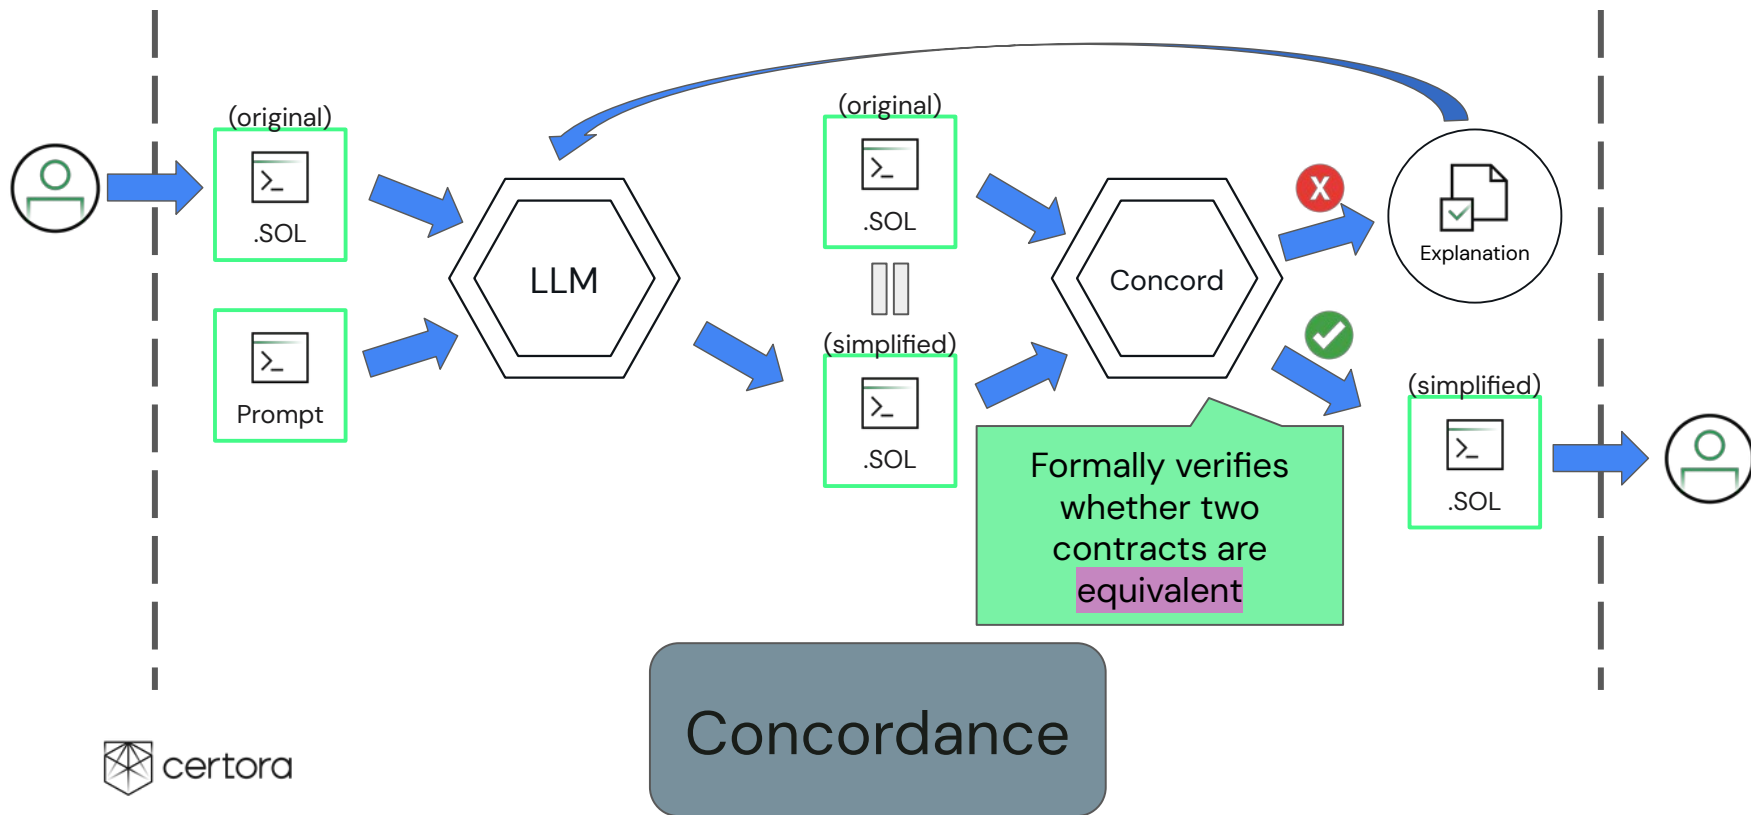 (original)
.SOL
Prompt
LLM
(original)
.SOL
(simplified)
.SOL
Concord
X
Explanation
(simplified)
.SOL
Formally verifies
whether two
contracts are
equivalent
Concordance
certora